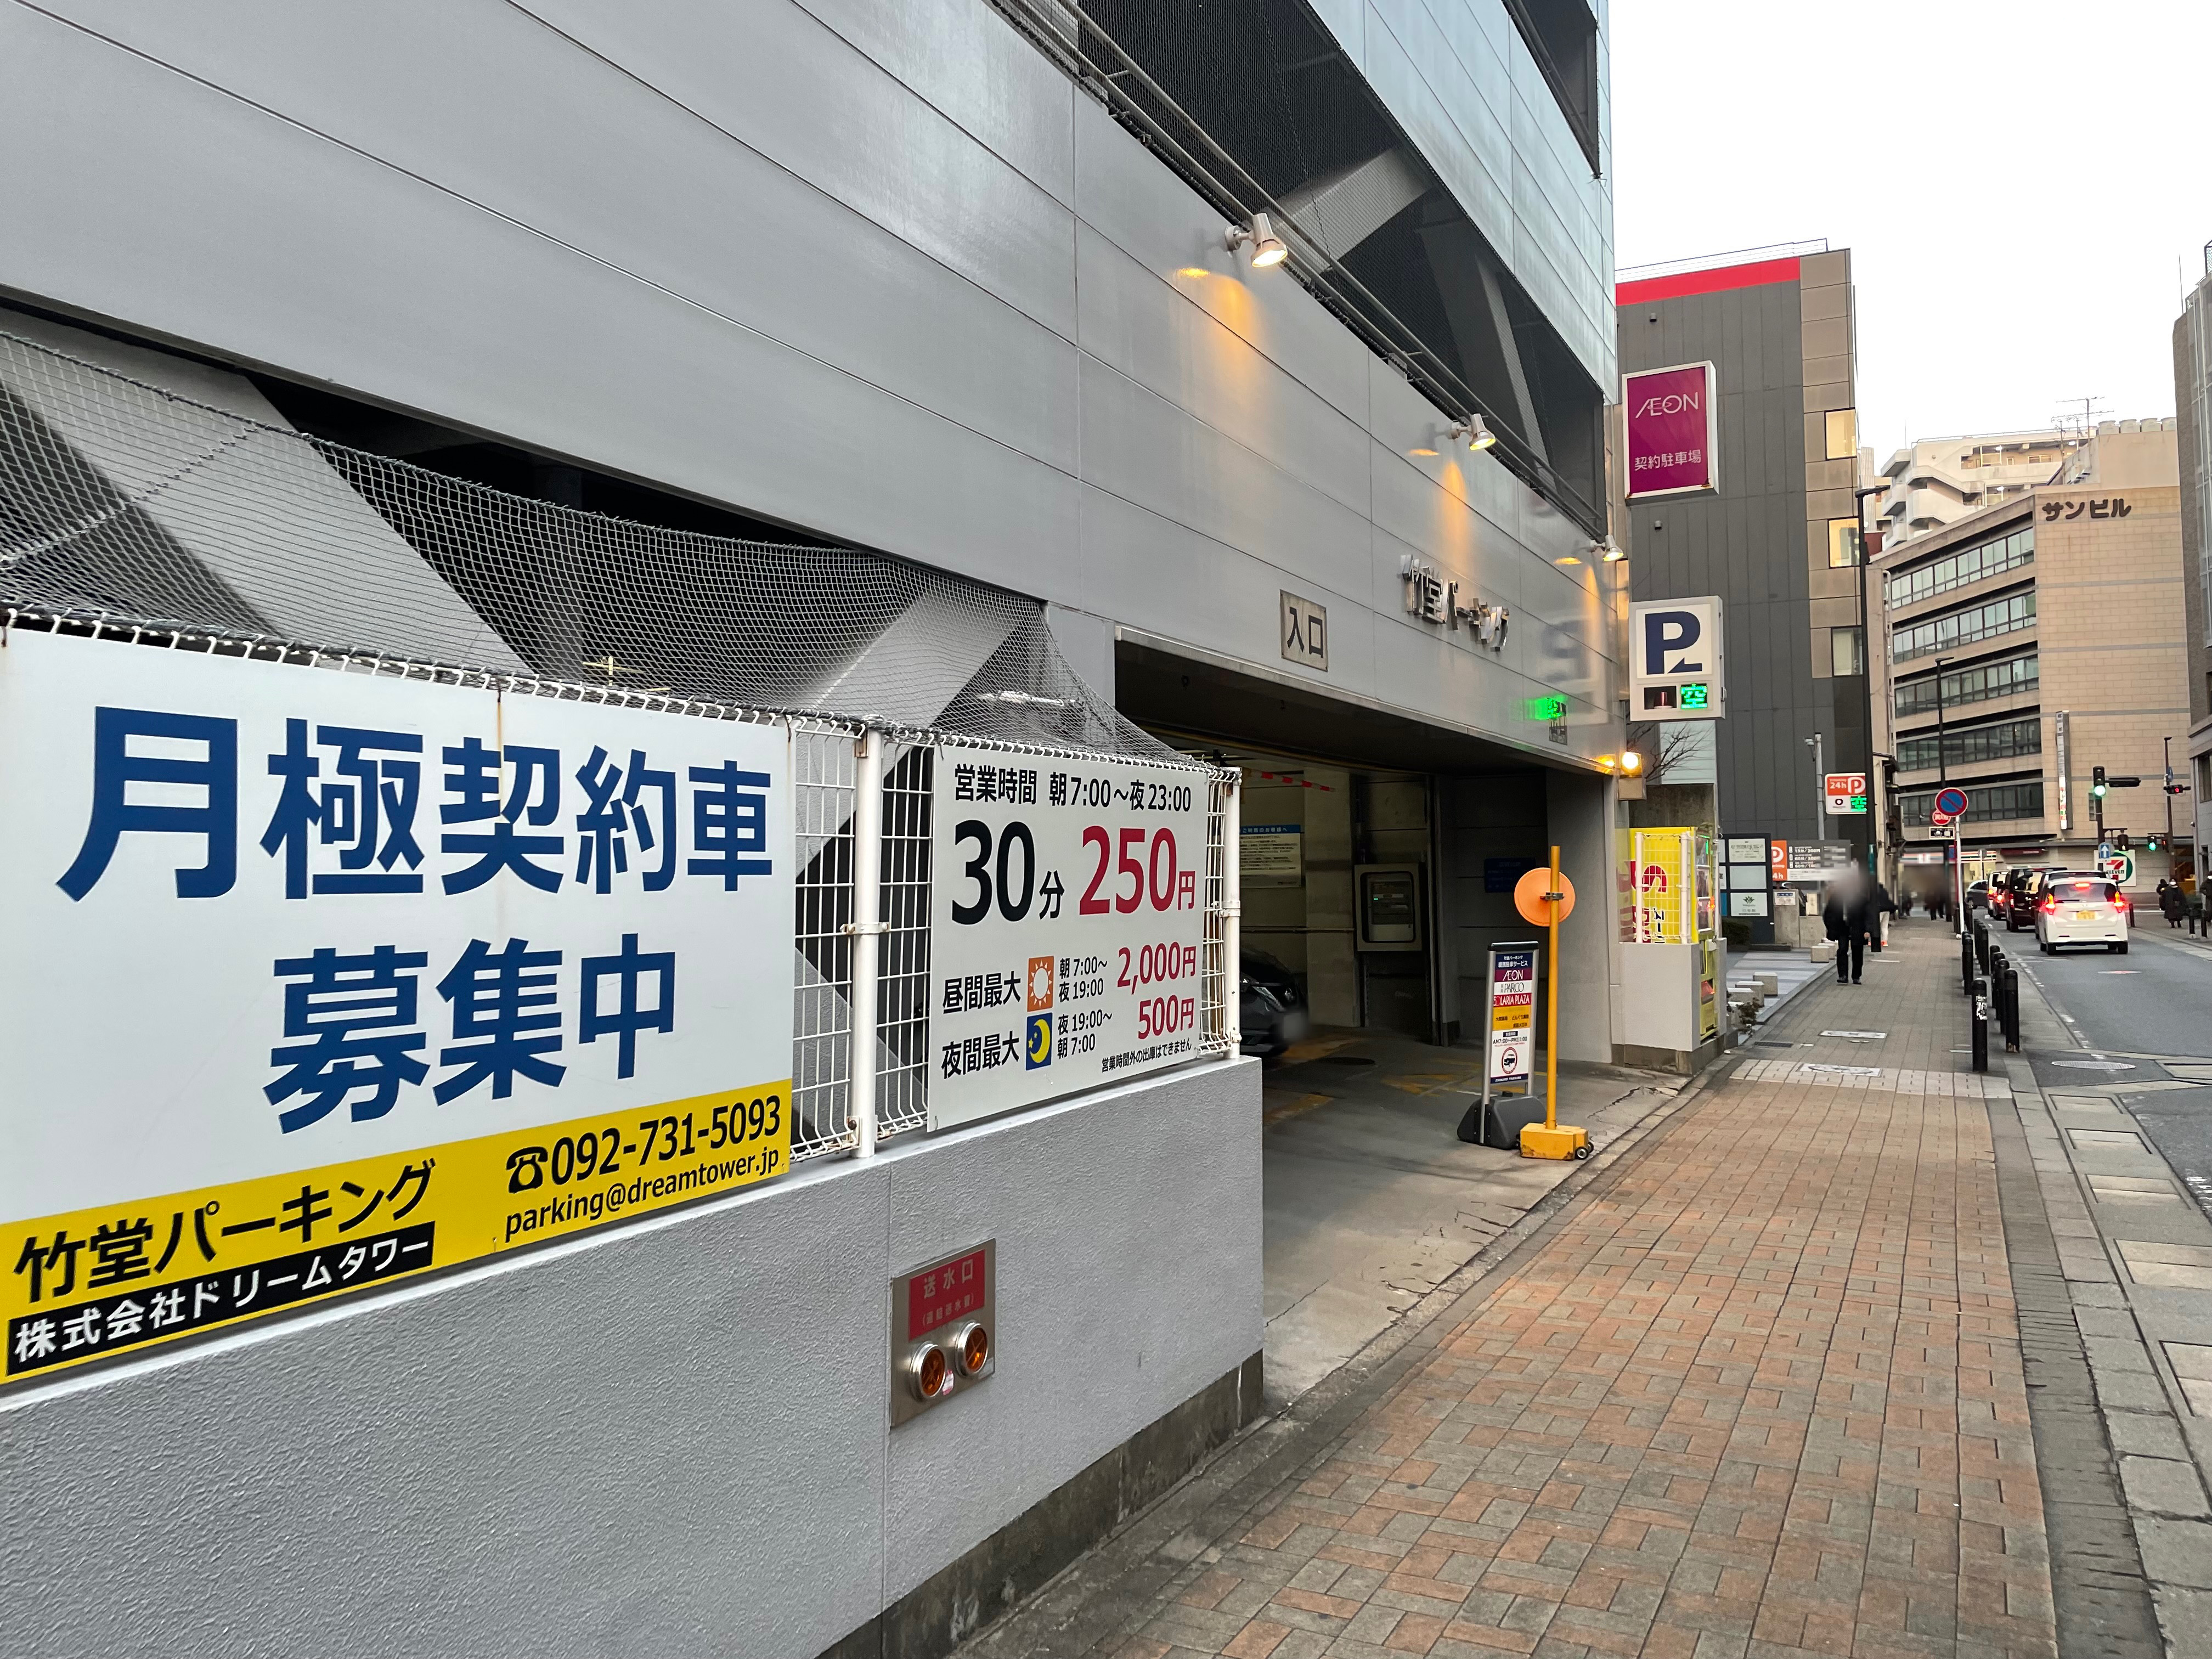 月極契約車
募集中
竹堂パーキング
株式会社ドリームタワー
☎092-731-5093
parking@dreamtower.jp
営業時間 朝7:00～夜23:00
30分 250円
昼間最大 朝7:00～夜19:00 2,000円
夜間最大 夜19:00～朝7:00 500円
営業時間外の出庫はできません
送水口
入口
竹堂パーキング
AEON
契約駐車場
P
空
サンビル
24h P
空
AEON
PARCO
SOLARIA PLAZA